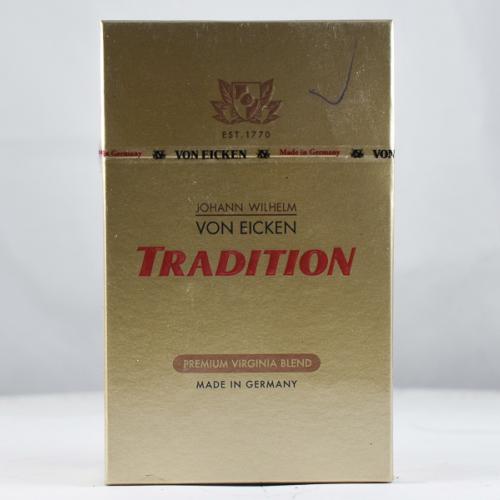 EST. 1770
Made in Germany VON EICKEN Made in Germany VON
JOHANN WILHELM
VON EICKEN
TRADITION
PREMIUM VIRGINIA BLEND
MADE IN GERMANY